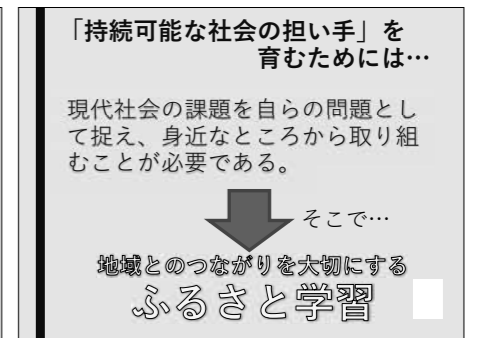 「持続可能な社会の担い手」を
育むためには…
現代社会の課題を自らの問題とし
て捉え、身近なところから取り組
むことが必要である。
そこで…
地域とのつながりを大切にする
ふるさと学習